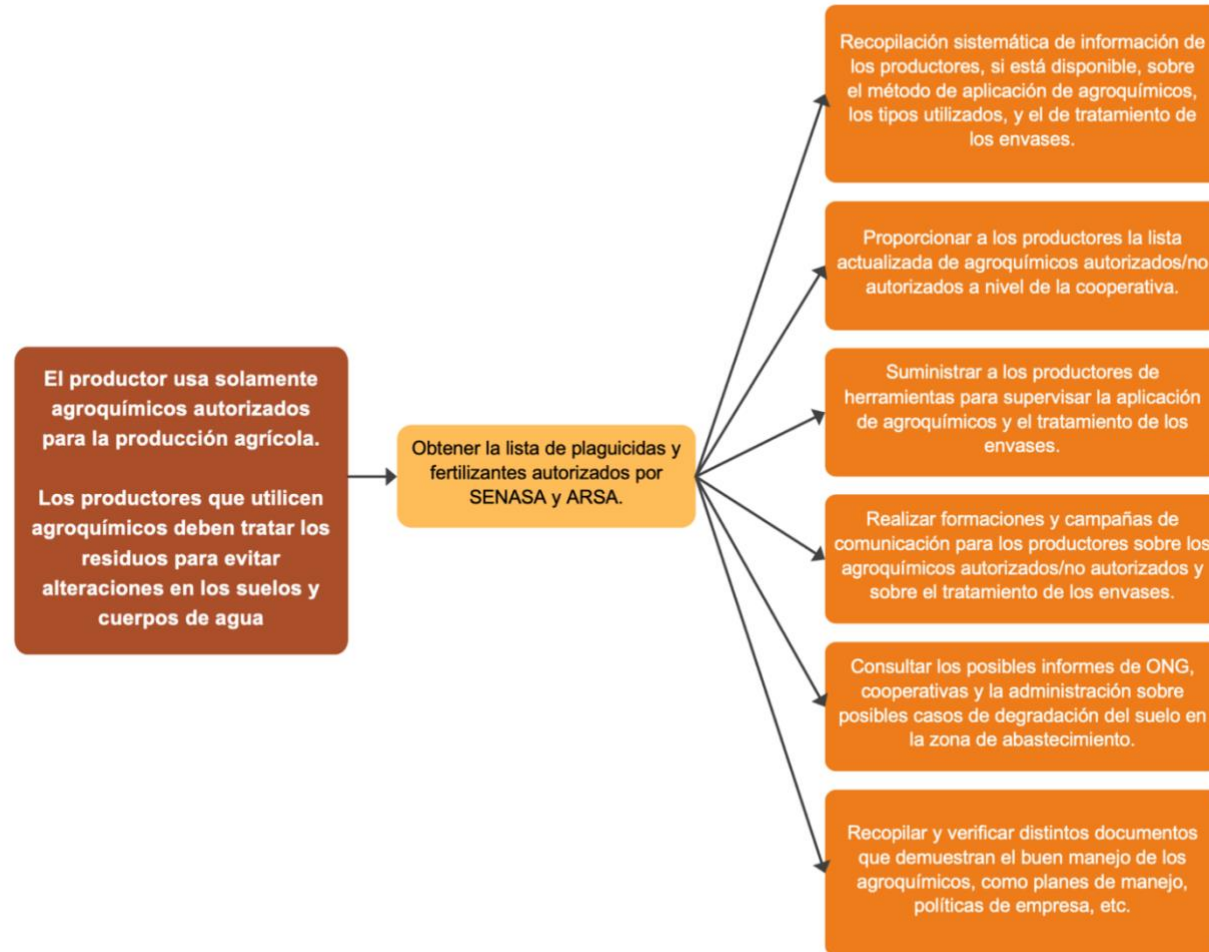 El productor usa solamente
agroquímicos autorizados
para la producción agrícola.
Los productores que utilicen
agroquímicos deben tratar los
residuos para evitar
alteraciones en los suelos y
cuerpos de agua
Obtener la lista de plaguicidas y
fertilizantes autorizados por
SENASA y ARSA.
Recopilación sistemática de información de
los productores, si está disponible, sobre
el método de aplicación de agroquímicos,
los tipos utilizados, y el de tratamiento de
los envases.
Proporcionar a los productores la lista
actualizada de agroquímicos autorizados/no
autorizados a nivel de la cooperativa.
Suministrar a los productores de
herramientas para supervisar la aplicación
de agroquímicos y el tratamiento de los
envases.
Realizar formaciones y campañas de
comunicación para los productores sobre los
agroquímicos autorizados/no autorizados y
sobre el tratamiento de los envases.
Consultar los posibles informes de ONG,
cooperativas y la administración sobre
posibles casos de degradación del suelo en
la zona de abastecimiento.
Recopilar y verificar distintos documentos
que demuestran el buen manejo de los
agroquímicos, como planes de manejo,
políticas de empresa, etc.